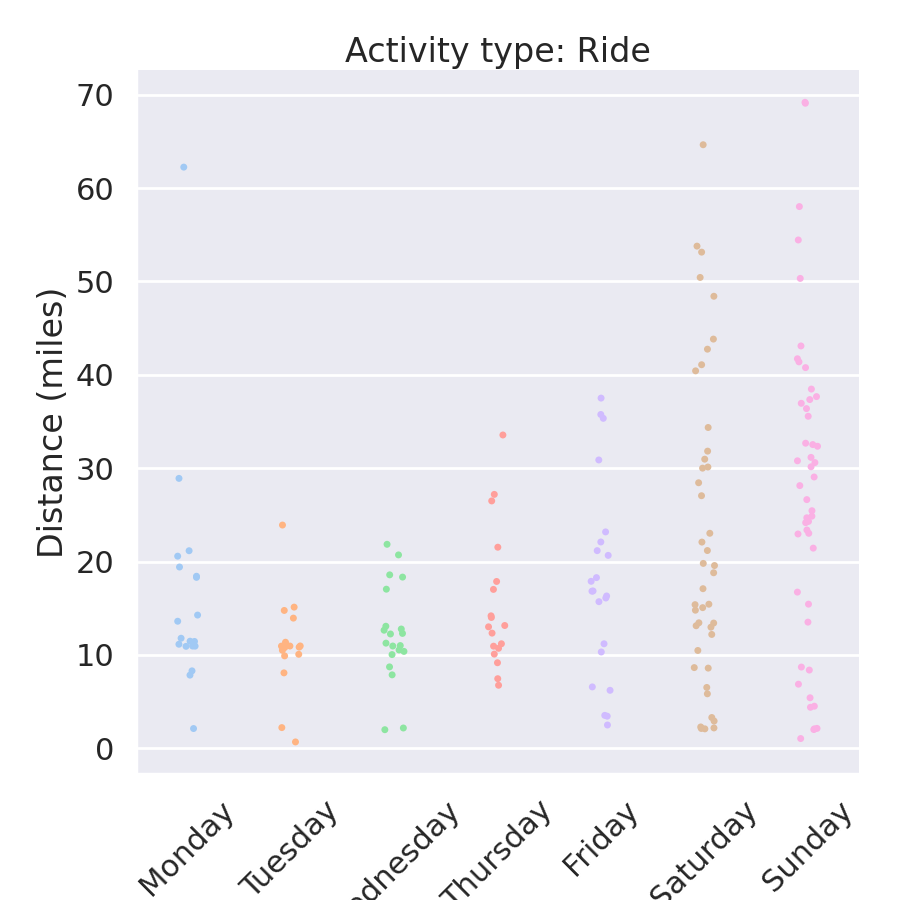 Activity type: Ride
70
60
50
40
30
20
10
0
Distance (miles)
Monday
Tuesday
ednesday
Thursday
Friday
Saturday
Sunday